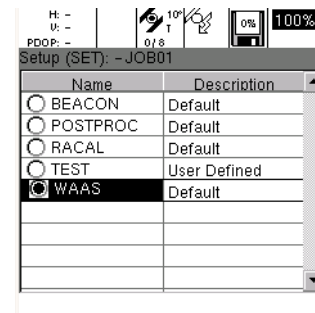 H: -
V: -
PDOP: -
0/8
10°
T
0%
100%
Setup (SET): -JOB01
Name Description
BEACON Default
POSTPROC Default
RACAL Default
TEST User Defined
WAAS Default